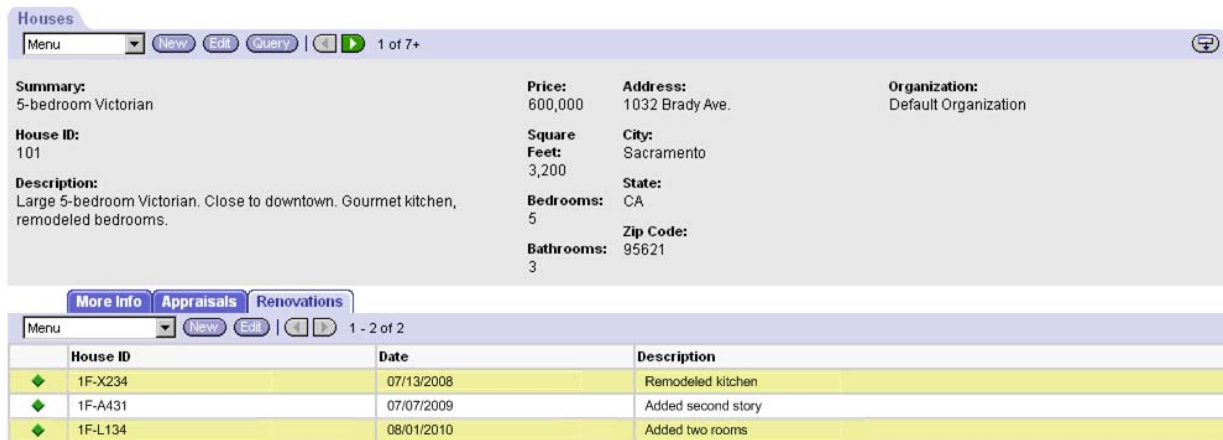 Houses
Menu New Edit Query | 1 of 7+
Summary: Price: Address: Organization:
5-bedroom Victorian 600,000 1032 Brady Ave. Default Organization
House ID: Square Feet: City:
101 3,200 Sacramento
Description: State:
Large 5-bedroom Victorian. Close to downtown. Gourmet kitchen, Bedrooms: CA
remodeled bedrooms. 5 Zip Code:
Bathrooms: 95621
3
More Info Appraisals Renovations
Menu New Edit | 1 - 2 of 2
House ID Date Description
1F-X234 07/13/2008 Remodeled kitchen
1F-A431 07/07/2009 Added second story
1F-L134 08/01/2010 Added two rooms